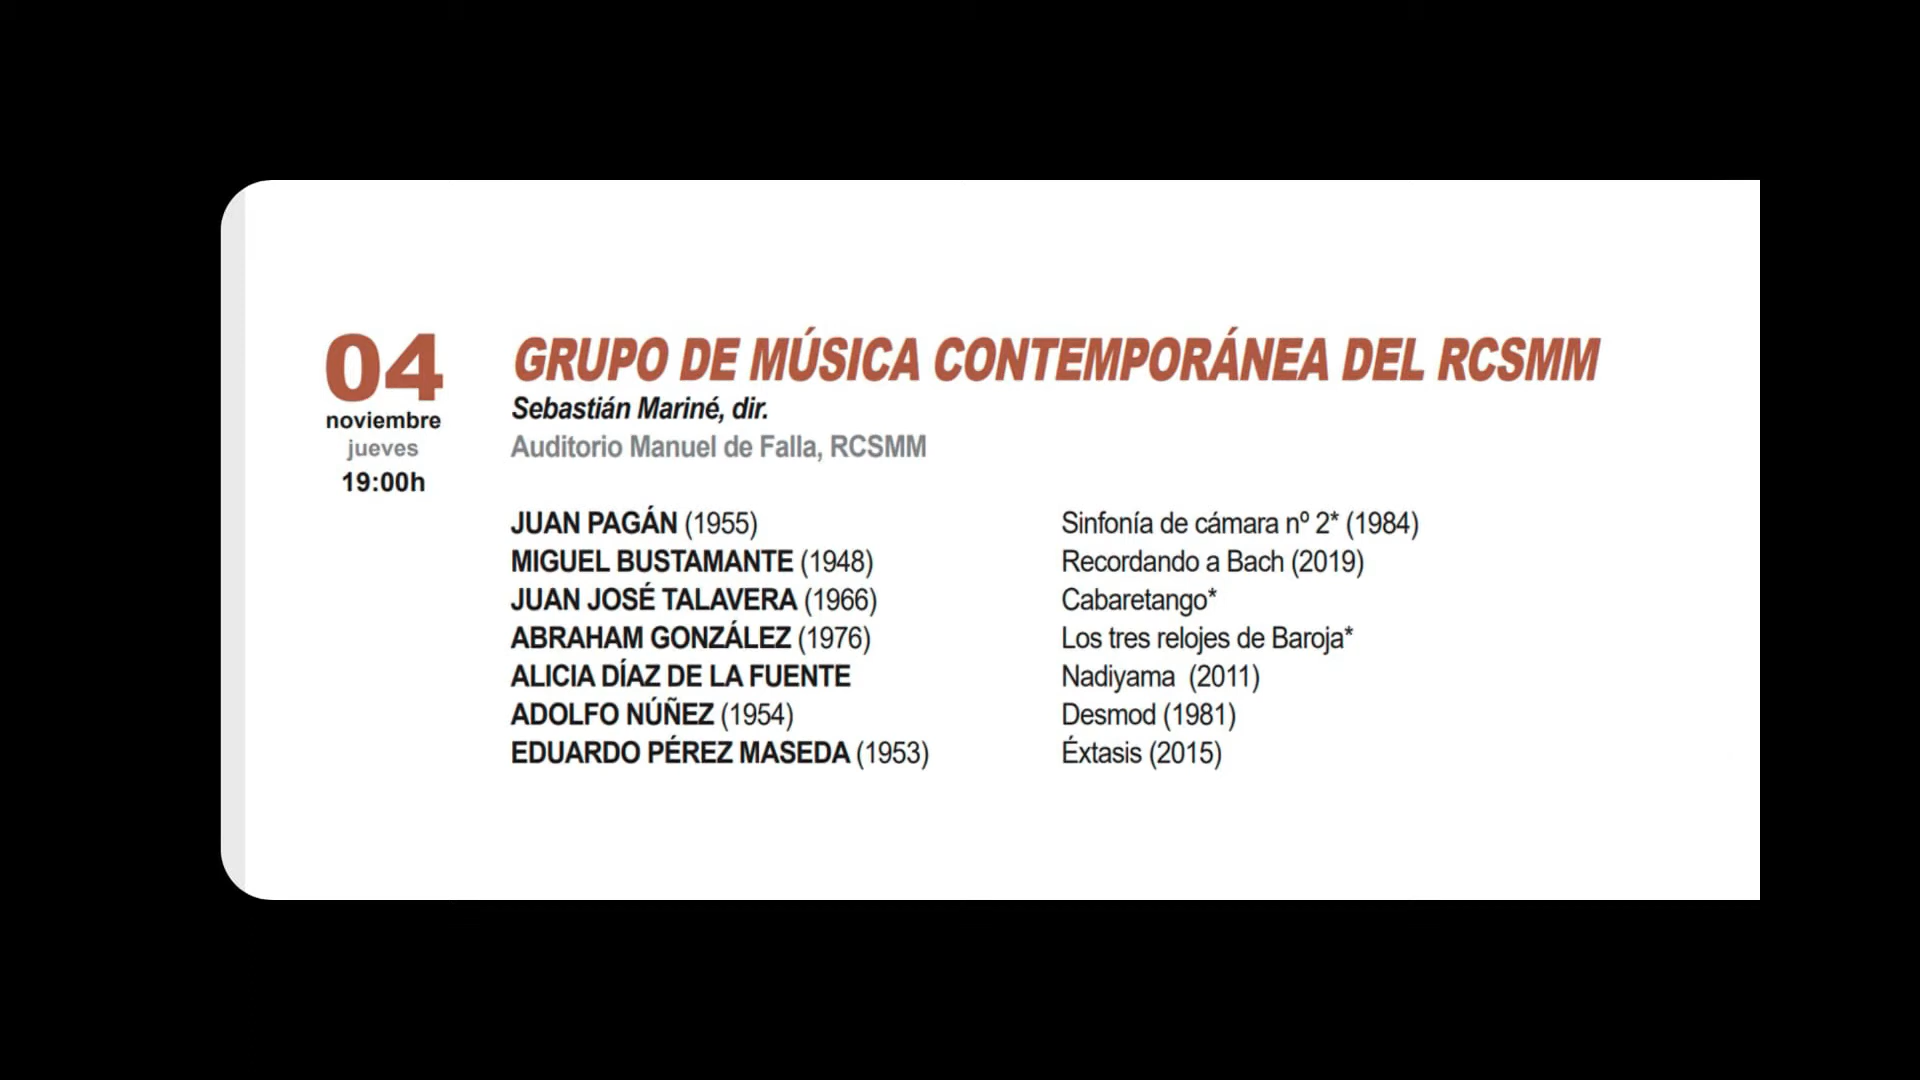 04
noviembre
jueves
19:00h
GRUPO DE MÚSICA CONTEMPORÁNEA DEL RCSMM
Sebastián Mariné, dir.
Auditorio Manuel de Falla, RCSMM
JUAN PAGÁN (1955) Sinfonía de cámara nº 2* (1984)
MIGUEL BUSTAMANTE (1948) Recordando a Bach (2019)
JUAN JOSÉ TALAVERA (1966) Cabaretango*
ABRAHAM GONZÁLEZ (1976) Los tres relojes de Baroja*
ALICIA DÍAZ DE LA FUENTE Nadiyama (2011)
ADOLFO NÚÑEZ (1954) Desmod (1981)
EDUARDO PÉREZ MASEDA (1953) Éxtasis (2015)